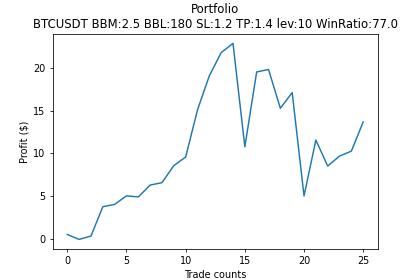 Portfolio
BTCUSDT BBM:2.5 BBL:180 SL:1.2 TP:1.4 lev:10 WinRatio:77.0
20
15
10
5
0
Profit ($)
0 5 10 15 20 25
Trade counts